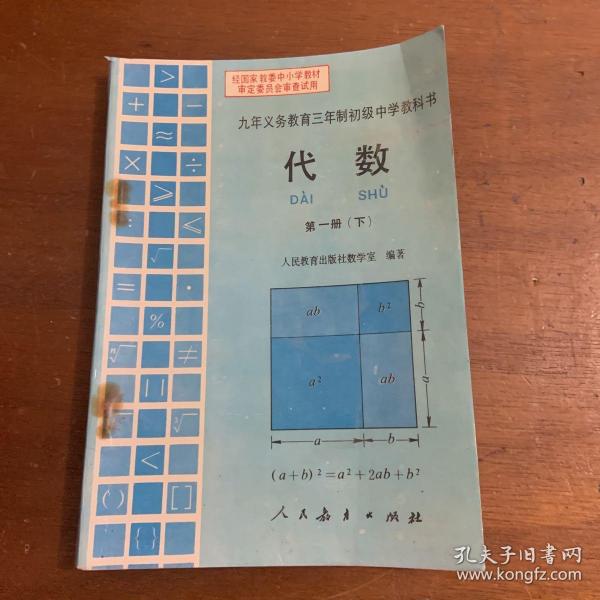 经国家教委中小学教材
审定委员会审查试用
九年义务教育三年制初级中学教科书
代 数
DÀI SHÙ
第一册（下）
人民教育出版社数学室 编著
> 
+ −
≈
× ÷
⩾
∶ ⩽
√
= ·
%
ⁿ√ ≠
| |
³√
<
( ) [ ]
{ }
ab b²
b
a² ab
a
a b
(a+b)²=a²+2ab+b²
人民教育出版社
孔夫子旧书网
www.kongfz.com